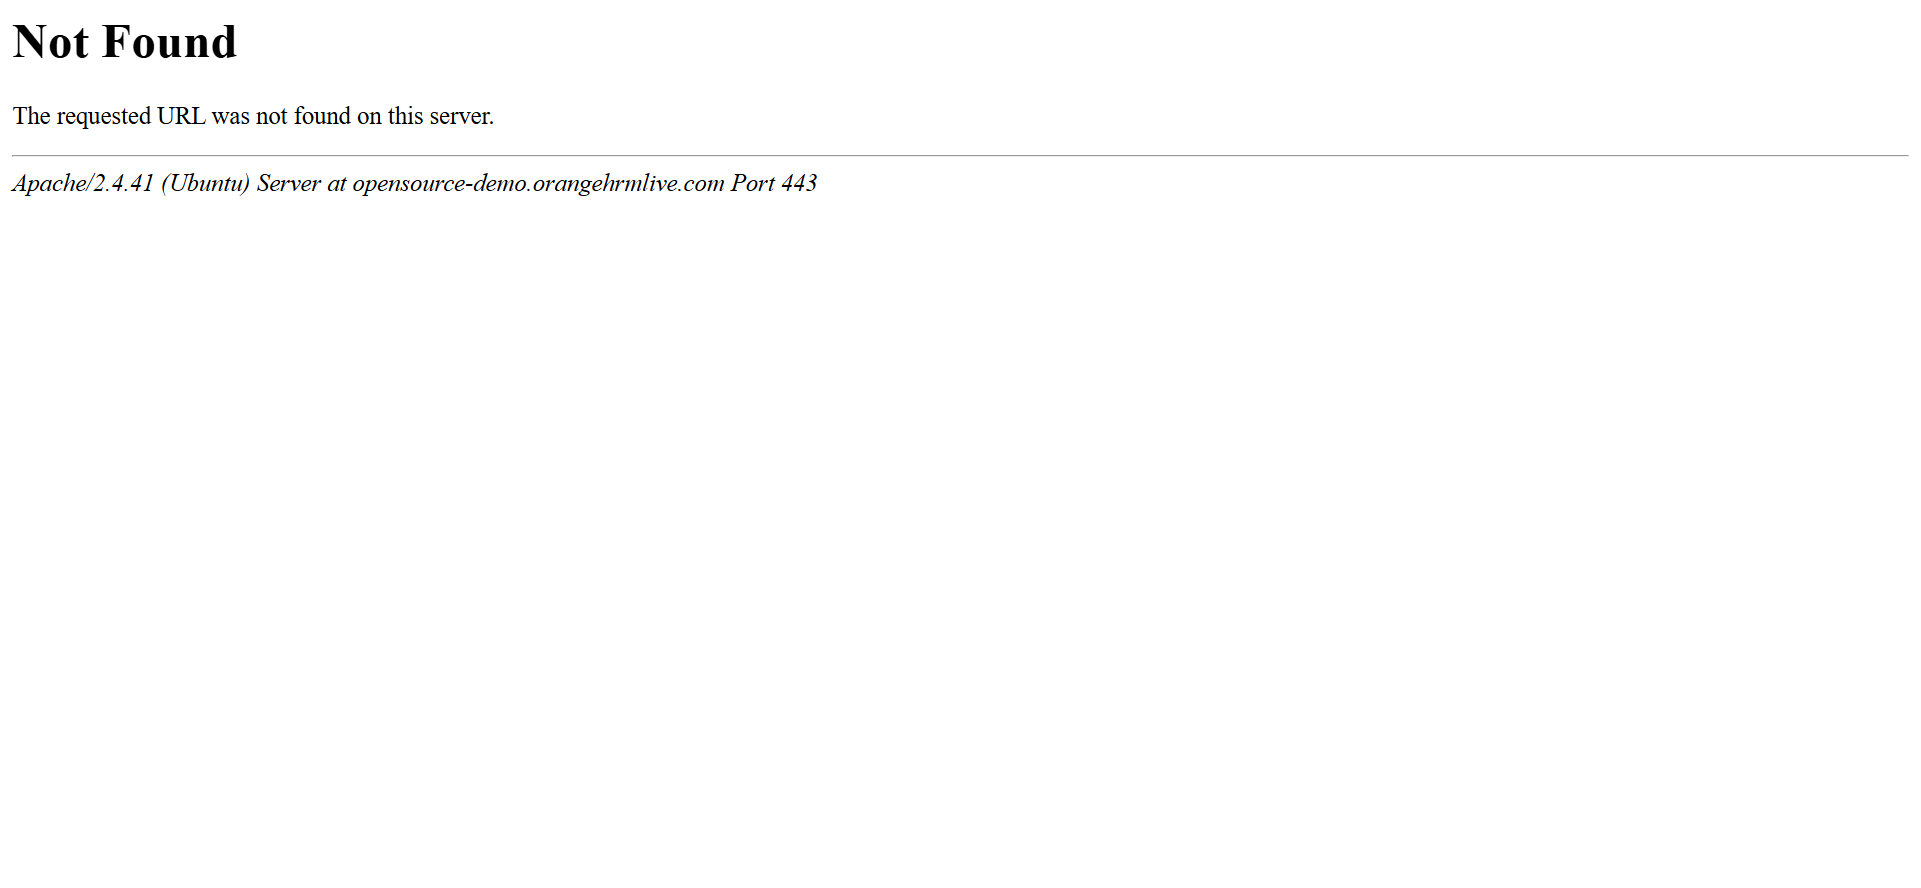 Not Found
The requested URL was not found on this server.
Apache/2.4.41 (Ubuntu) Server at opensource-demo.orangehrmlive.com Port 443